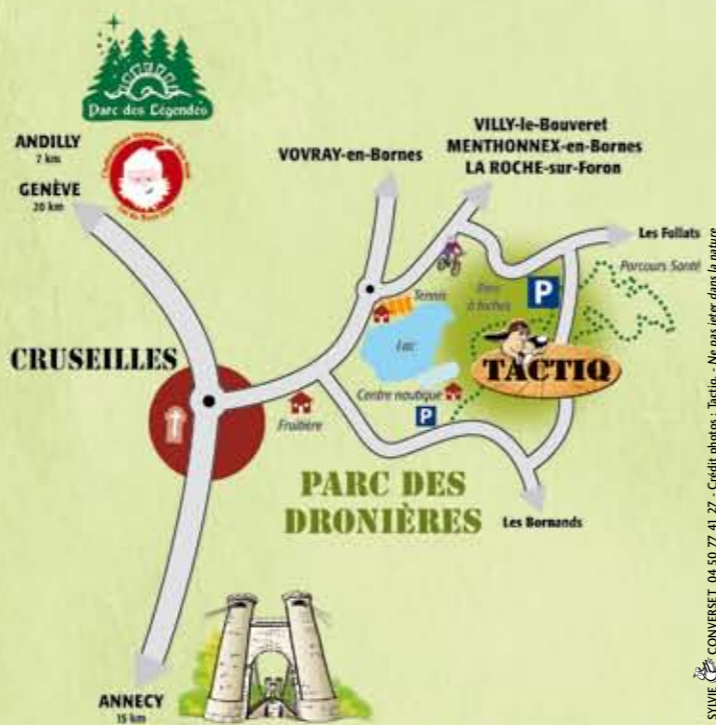 Parc des Légendes
ANDILLY
7 km
GENÈVE
20 km
VOVRAY-en-Bornes
VILLY-le-Bouveret
MENTHONNEX-en-Bornes
LA ROCHE-sur-Foron
Les Follats
Parcours Santé
Parc
à biches
P
Tennis
Lac
TACTIQ
CRUSEILLES
Centre nautique
P
Fruitière
PARC DES
DRONIÈRES
Les Bornands
ANNECY
15 km
SYLVIE CONVERSET 04 50 77 41 27 - Crédit photos : Tactiq - Ne pas jeter dans la nature